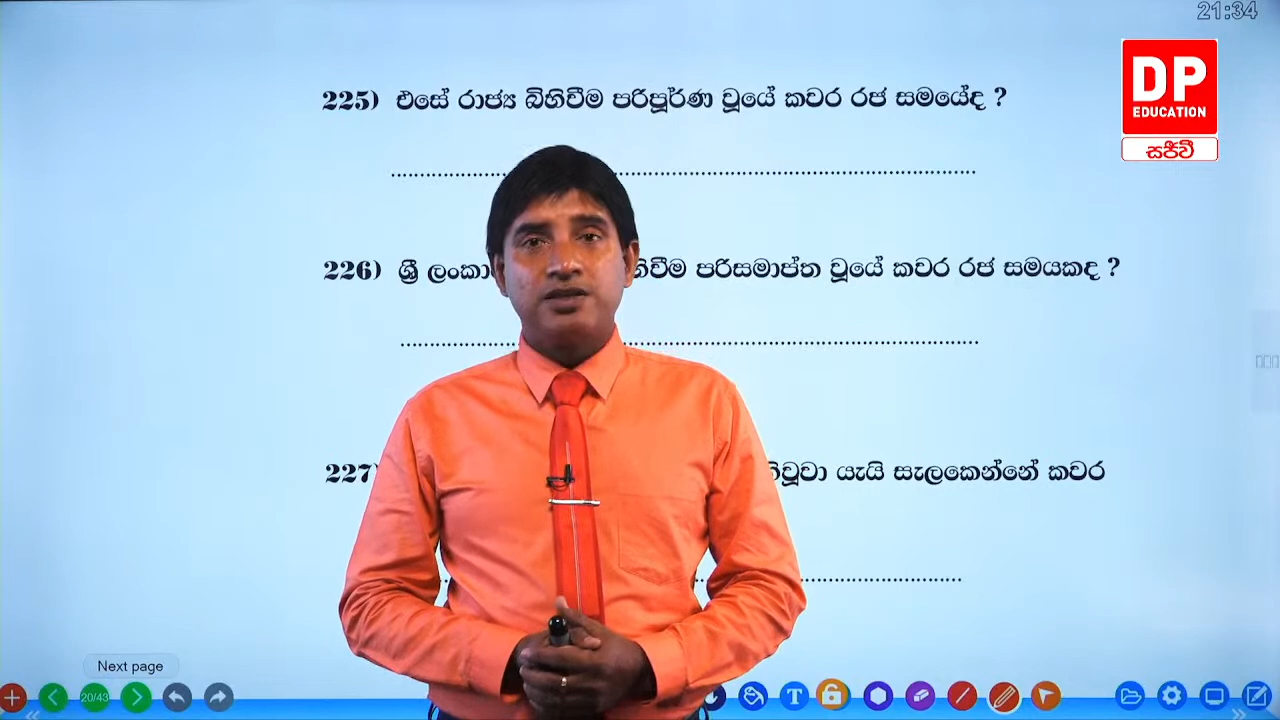 21:34
DP
EDUCATION
සජීවී
225) එසේ රාජ්‍ය බිහිවීම පරිපූර්ණ වූයේ කවර රජ සමයේද ?
226) ශ්‍රී පරිසමාප්ත වූයේ කවර රජ සමයකද ?
227) යැයි සැලකෙන්නේ කවර
Next page
20/43